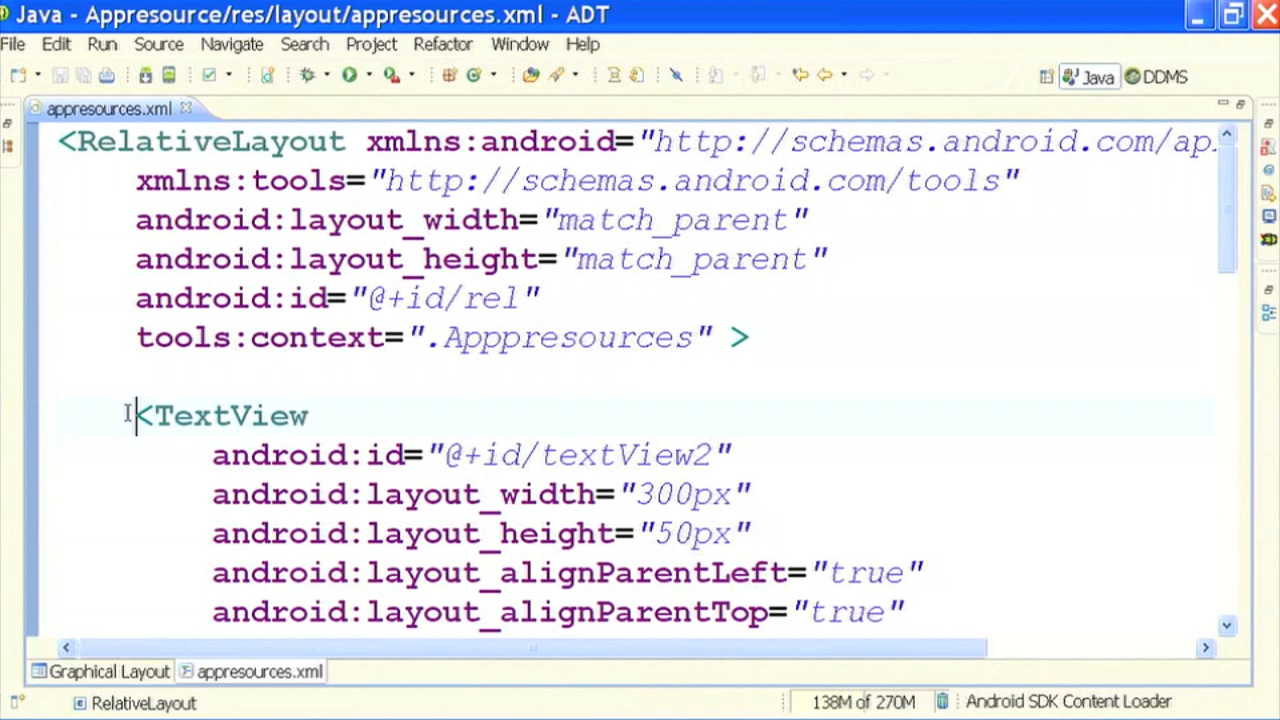 Java - Appresource/res/layout/appresources.xml - ADT
File Edit Run Source Navigate Search Project Refactor Window Help
Java DDMS
appresources.xml
<RelativeLayout xmlns:android="http://schemas.android.com/ap
xmlns:tools="http://schemas.android.com/tools"
android:layout_width="match_parent"
android:layout_height="match_parent"
android:id="@+id/rel"
tools:context=".Apppresources" >
<TextView
android:id="@+id/textView2"
android:layout_width="300px"
android:layout_height="50px"
android:layout_alignParentLeft="true"
android:layout_alignParentTop="true"
Graphical Layout appresources.xml
RelativeLayout 138M of 270M Android SDK Content Loader